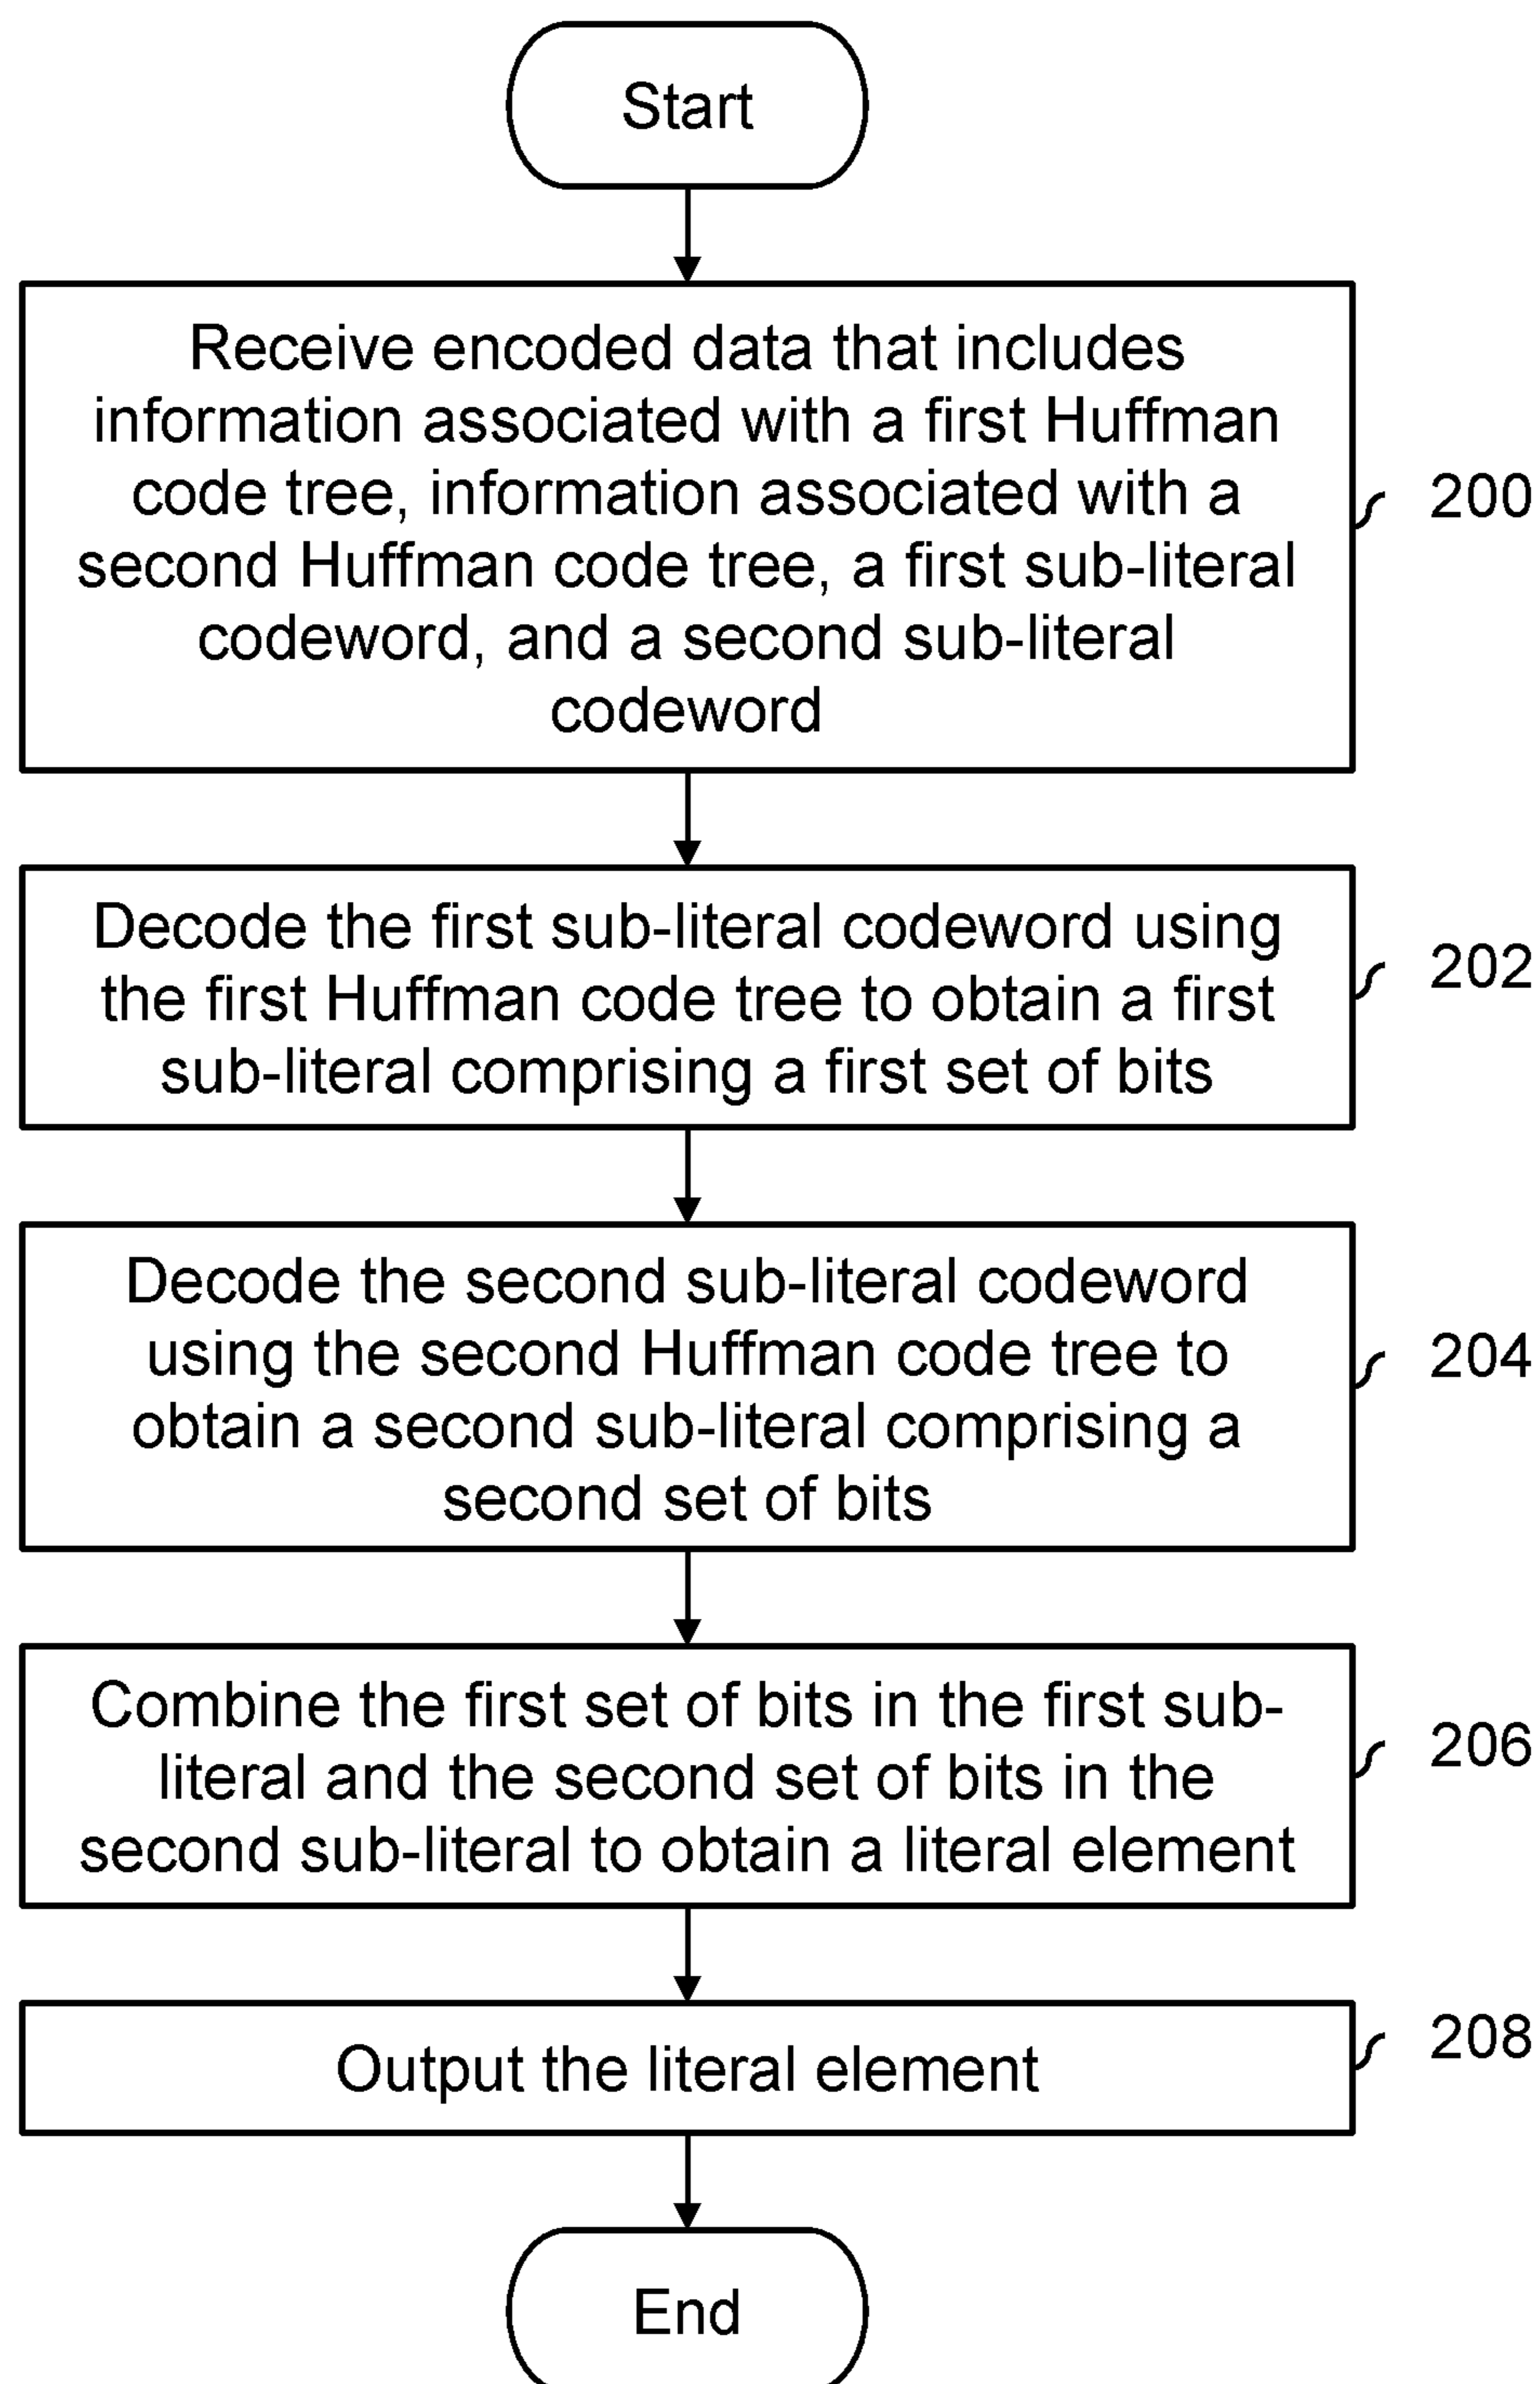 Start
Receive encoded data that includes
information associated with a first Huffman
code tree, information associated with a
second Huffman code tree, a first sub-literal
codeword, and a second sub-literal
codeword
200
Decode the first sub-literal codeword using
the first Huffman code tree to obtain a first
sub-literal comprising a first set of bits
202
Decode the second sub-literal codeword
using the second Huffman code tree to
obtain a second sub-literal comprising a
second set of bits
204
Combine the first set of bits in the first sub-
literal and the second set of bits in the
second sub-literal to obtain a literal element
206
Output the literal element
208
End